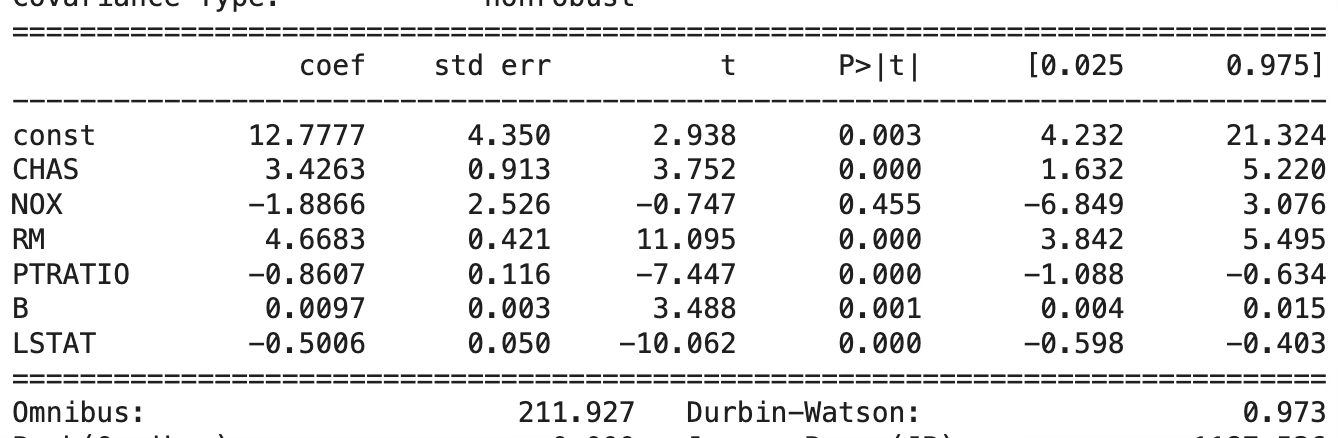 Covariance Type: nonrobust
==============================================================================
coef std err t P>|t| [0.025 0.975]
------------------------------------------------------------------------------
const 12.7777 4.350 2.938 0.003 4.232 21.324
CHAS 3.4263 0.913 3.752 0.000 1.632 5.220
NOX -1.8866 2.526 -0.747 0.455 -6.849 3.076
RM 4.6683 0.421 11.095 0.000 3.842 5.495
PTRATIO -0.8607 0.116 -7.447 0.000 -1.088 -0.634
B 0.0097 0.003 3.488 0.001 0.004 0.015
LSTAT -0.5006 0.050 -10.062 0.000 -0.598 -0.403
==============================================================================
Omnibus: 211.927 Durbin-Watson: 0.973